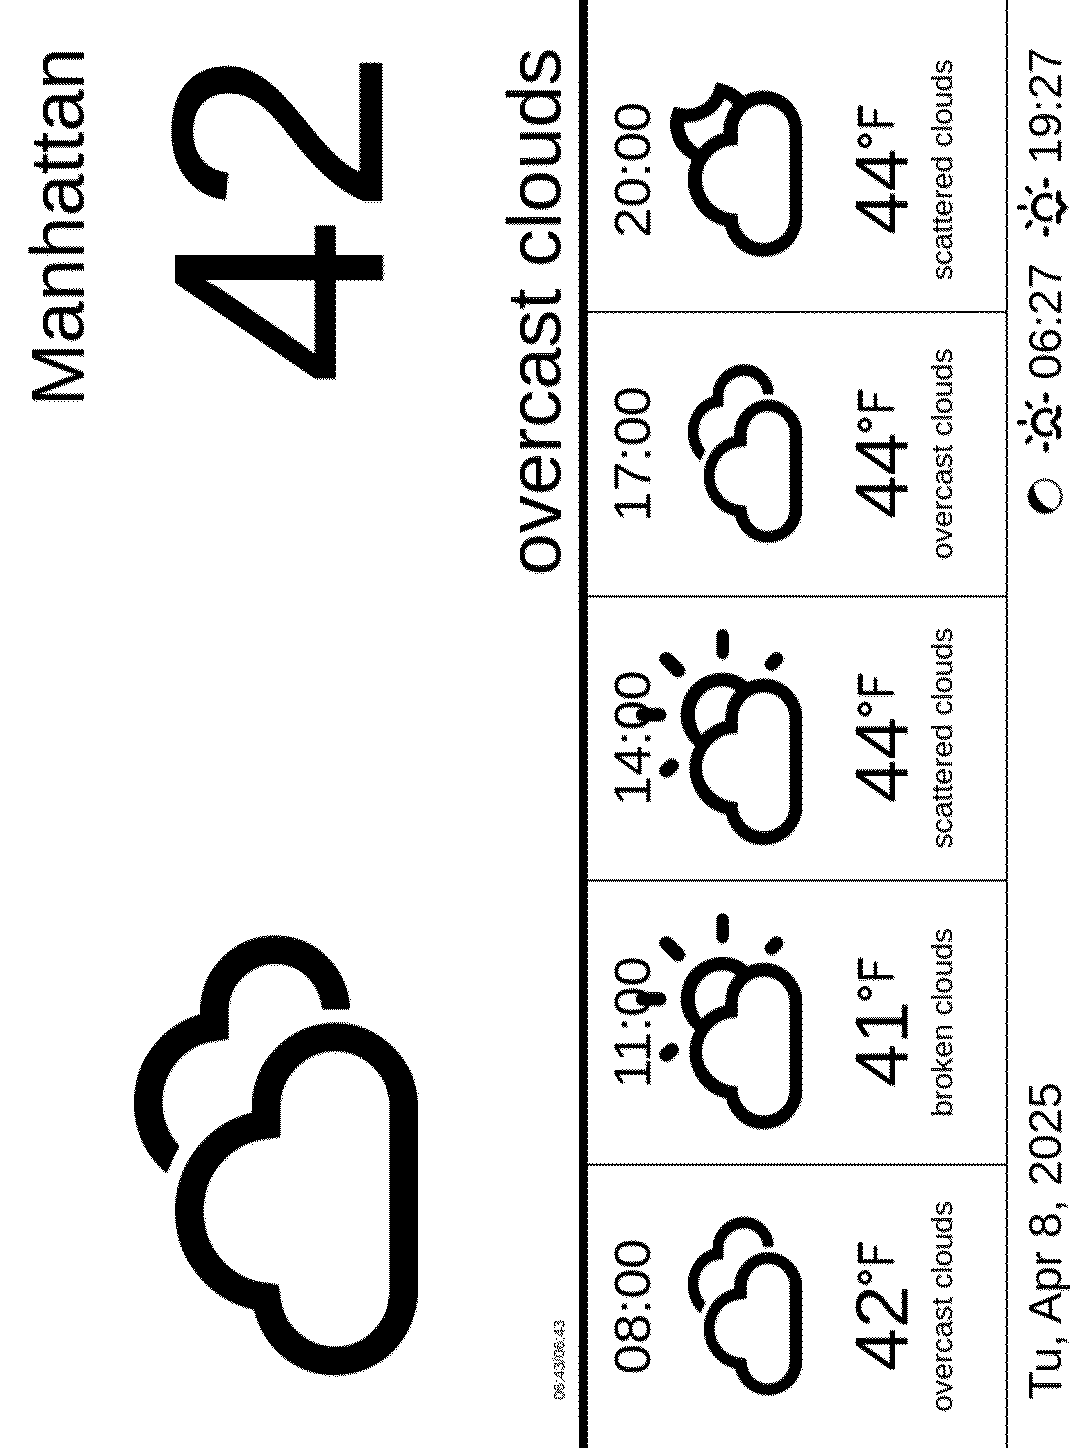 Manhattan
42
overcast clouds
06:43/06:43
08:00 11:00 14:00 17:00 20:00
42°F 41°F 44°F 44°F 44°F
overcast clouds broken clouds scattered clouds overcast clouds scattered clouds
Tu, Apr 8, 2025 06:27 19:27